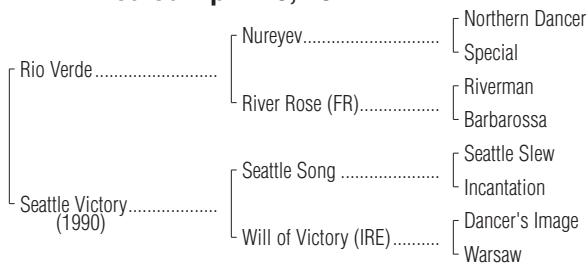 Northern Dancer
Nureyev
Special
Rio Verde
Riverman
River Rose (FR)
Barbarossa
Seattle Slew
Seattle Song
Incantation
Seattle Victory
(1990)
Dancer's Image
Will of Victory (IRE)
Warsaw